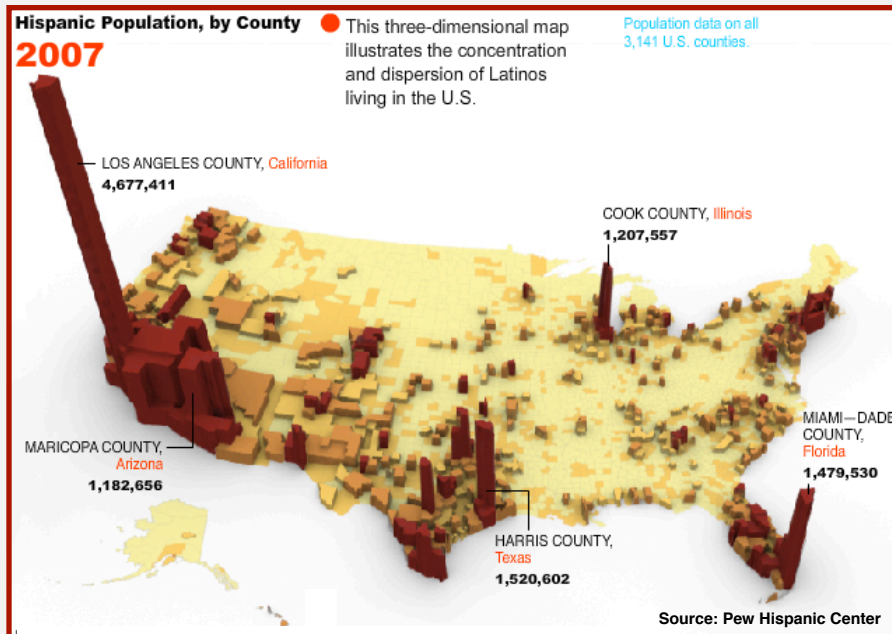 Hispanic Population, by County
2007
This three-dimensional map
illustrates the concentration
and dispersion of Latinos
living in the U.S.
Population data on all
3,141 U.S. counties.
LOS ANGELES COUNTY, California
4,677,411
COOK COUNTY, Illinois
1,207,557
MARICOPA COUNTY,
Arizona
1,182,656
MIAMI—DADE
COUNTY,
Florida
1,479,530
HARRIS COUNTY,
Texas
1,520,602
Source: Pew Hispanic Center